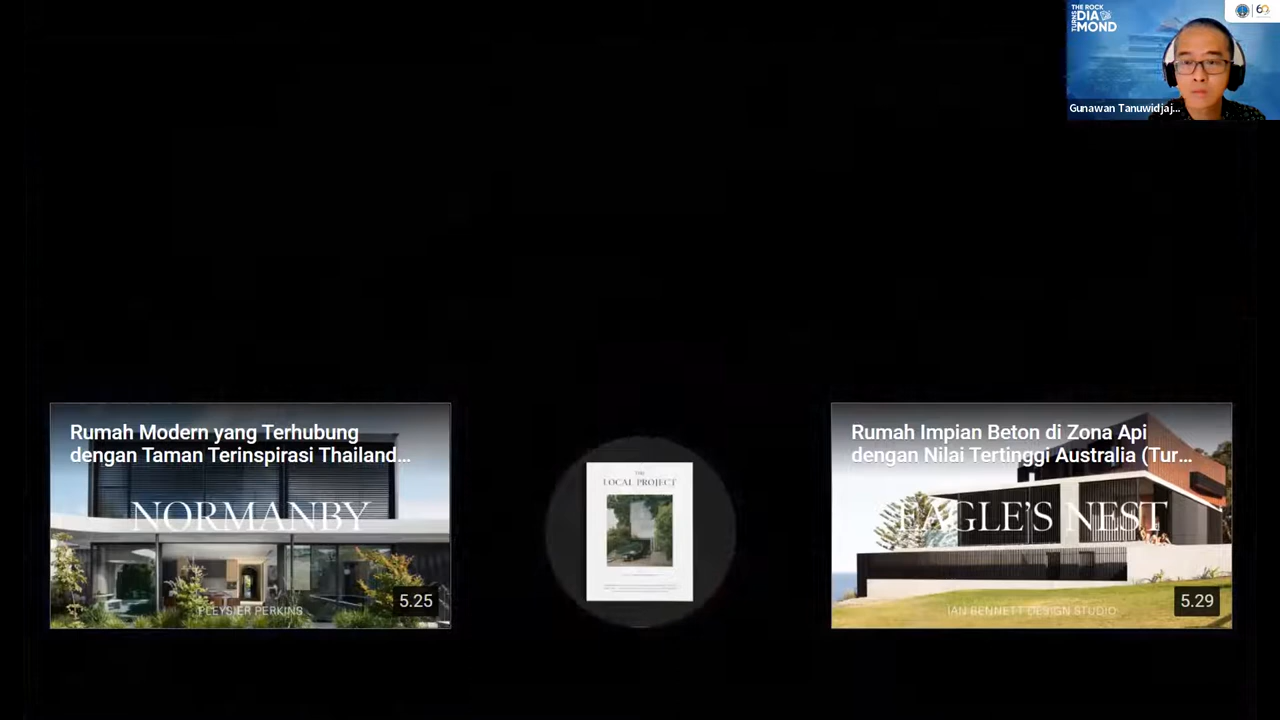 THE ROCK
TURNS
DIA
MOND
60
Gunawan Tanuwidjaj...
Rumah Modern yang Terhubung
dengan Taman Terinspirasi Thailand...
NORMANBY
PLEYSIER PERKINS
5.25
THE
LOCAL PROJECT
Rumah Impian Beton di Zona Api
dengan Nilai Tertinggi Australia (Tur...
EAGLE'S NEST
IAN BENNETT DESIGN STUDIO
5.29